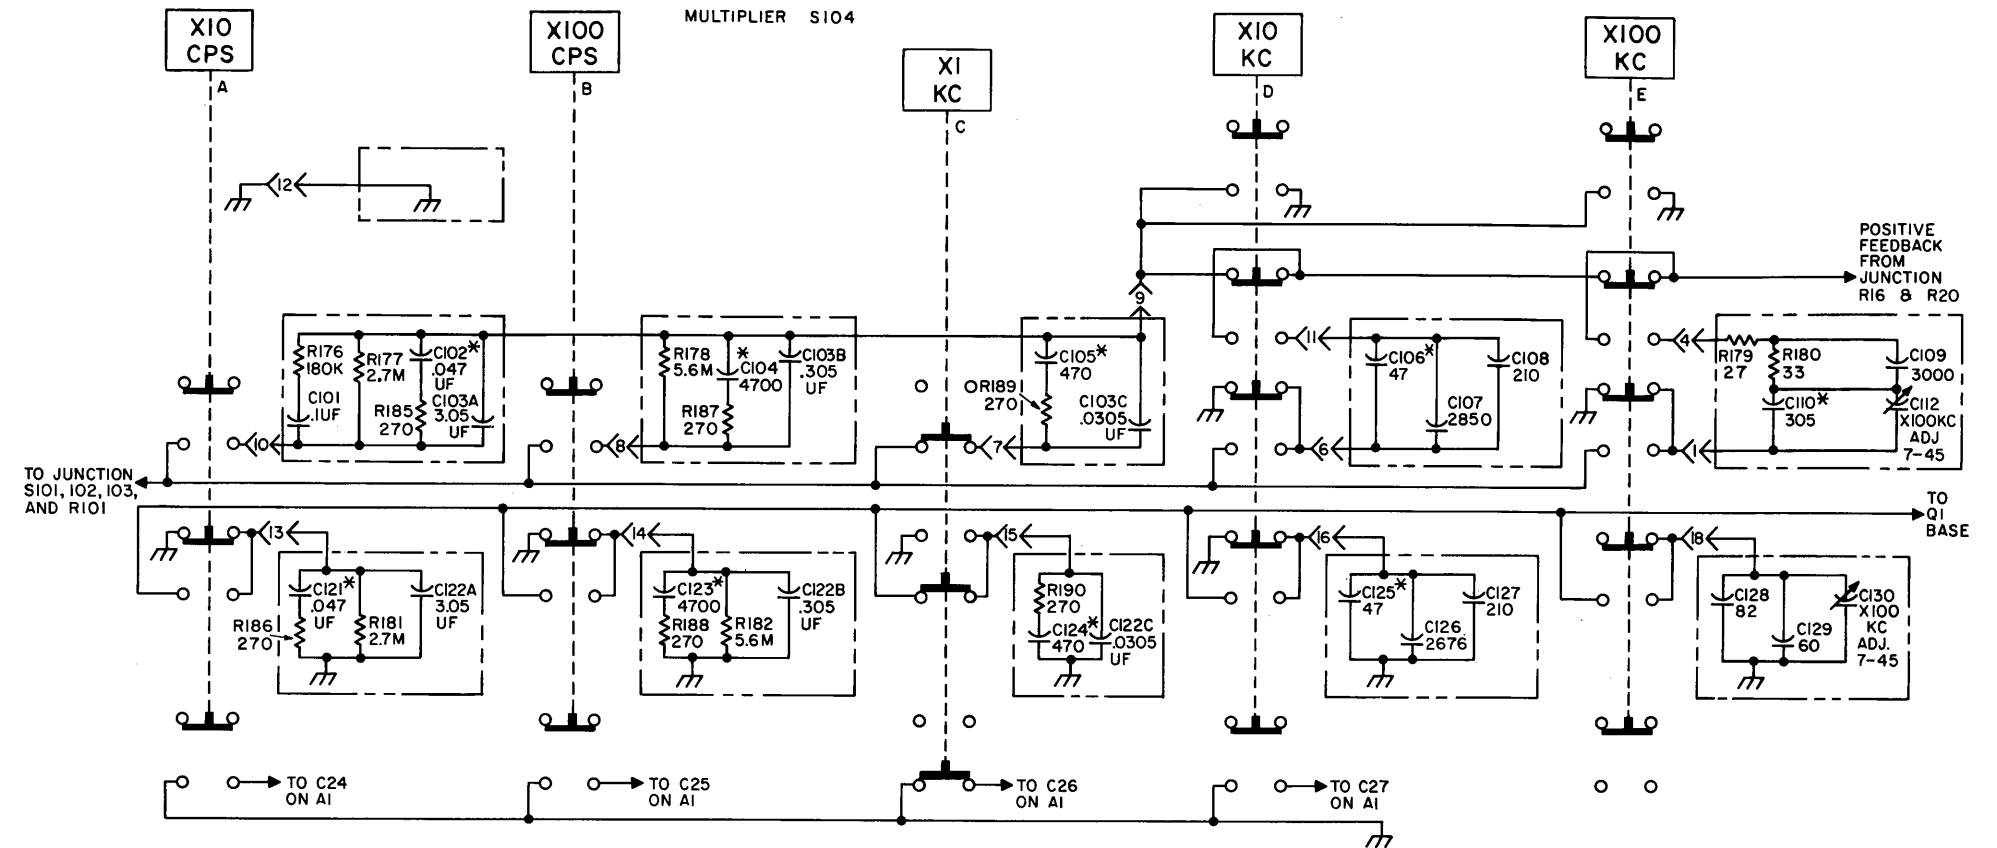 MULTIPLIER S104
X10
CPS
A
X100
CPS
B
X1
KC
C
X10
KC
D
X100
KC
E
12
POSITIVE
FEEDBACK
FROM
JUNCTION
R16 & R20
9
R176
180K
R177
2.7M
C102*
.047
UF
C101
.1UF
R185
270
C103A
3.05
UF
10
R178
5.6M
*
C104
4700
C103B
.305
UF
R187
270
8
R189
270
C105*
470
C103C
.0305
UF
7
11
C106*
47
C108
210
C107
2850
6
4
R179
27
R180
33
C109
3000
C110*
305
C112
X100KC
ADJ
7-45
1
TO JUNCTION
S101, 102, 103,
AND R101
TO
Q1
BASE
13
C121*
.047
UF
R186
270
R181
2.7M
C122A
3.05
UF
14
C123*
4700
R188
270
R182
5.6M
C122B
.305
UF
15
R190
270
C124*
470
C122C
.0305
UF
16
C125*
47
C127
210
C126
2676
18
C128
82
C129
60
C130
X100
KC
ADJ.
7-45
TO C24
ON A1
TO C25
ON A1
TO C26
ON A1
TO C27
ON A1